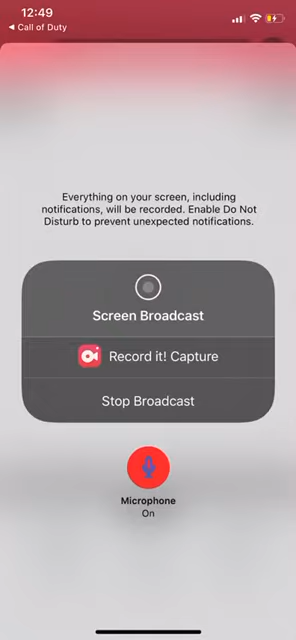 12:49
◀ Call of Duty
Everything on your screen, including
notifications, will be recorded. Enable Do Not
Disturb to prevent unexpected notifications.
Screen Broadcast
Record it! Capture
Stop Broadcast
Microphone
On